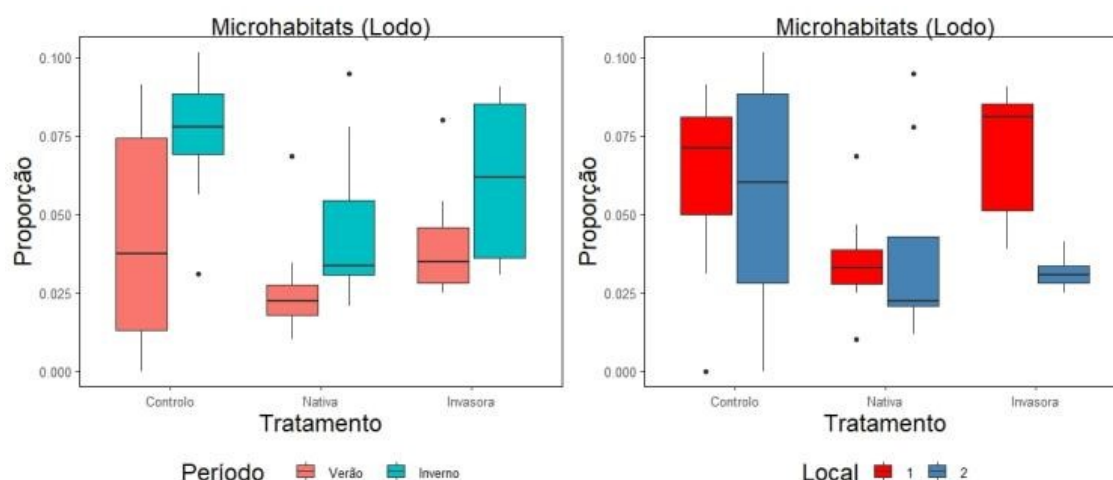 Microhabitats (Lodo)
Proporção
0.100
0.075
0.050
0.025
0.000
Controlo Nativa Invasora
Tratamento
Período Verão Inverno
Microhabitats (Lodo)
Proporção
0.100
0.075
0.050
0.025
0.000
Controlo Nativa Invasora
Tratamento
Local 1 2